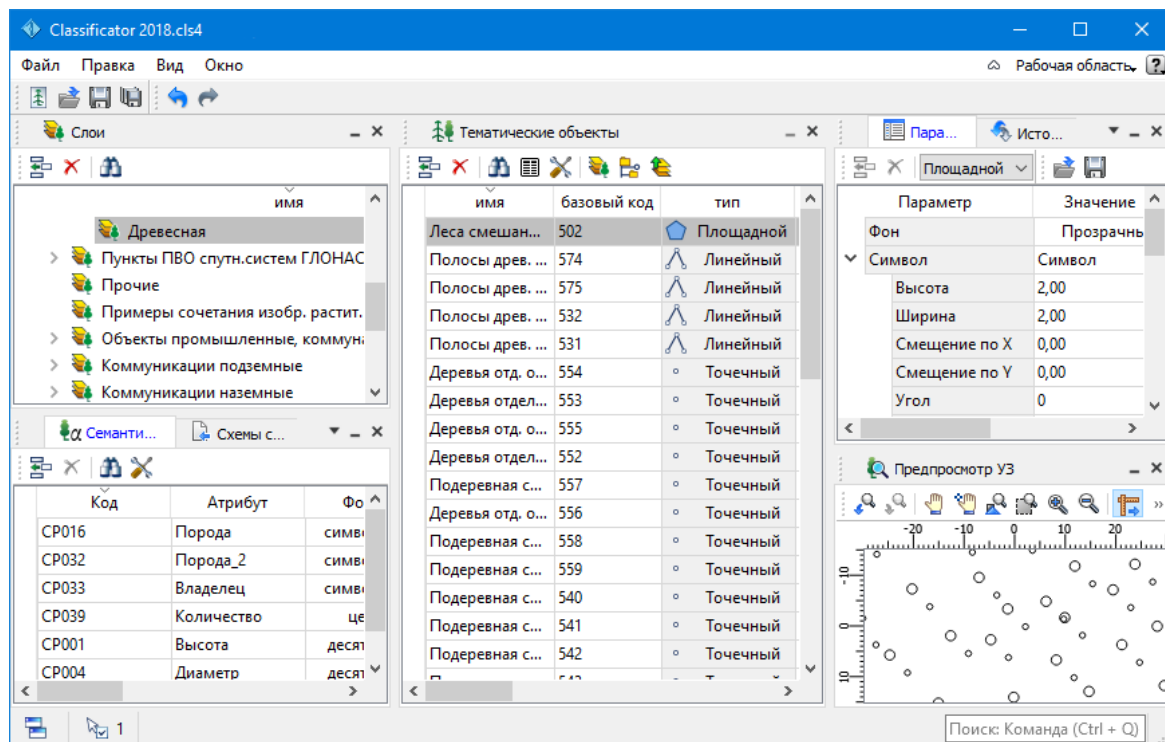 Classificator 2018.cls4
Файл Правка Вид Окно
Рабочая область
Слои
имя
Древесная
Пункты ПВО спутн.систем ГЛОНАС
Прочие
Примеры сочетания изобр. растит.
Объекты промышленные, коммун
Коммуникации подземные
Коммуникации наземные
Семанти... Схемы с...
Код Атрибут Фо
CP016 Порода симв
CP032 Порода_2 симв
CP033 Владелец симв
CP039 Количество це
CP001 Высота десят
CP004 Диаметр десят
Тематические объекты
имя базовый код тип
Леса смешан... 502 Площадной
Полосы древ. ... 574 Линейный
Полосы древ. ... 575 Линейный
Полосы древ. ... 532 Линейный
Полосы древ. ... 531 Линейный
Деревья отд. о... 554 Точечный
Деревья отдел... 553 Точечный
Деревья отд. о... 555 Точечный
Деревья отдел... 552 Точечный
Подеревная с... 557 Точечный
Деревья отд. о... 556 Точечный
Подеревная с... 558 Точечный
Подеревная с... 559 Точечный
Подеревная с... 540 Точечный
Подеревная с... 541 Точечный
Подеревная с... 542 Точечный
Пара... Исто...
Площадной
Параметр Значение
Фон Прозрачнь
Символ Символ
Высота 2,00
Ширина 2,00
Смещение по X 0,00
Смещение по Y 0,00
Угол 0
Предпросмотр УЗ
-20 -10 0 10 20
-10
0
10
1
Поиск: Команда (Ctrl + Q)